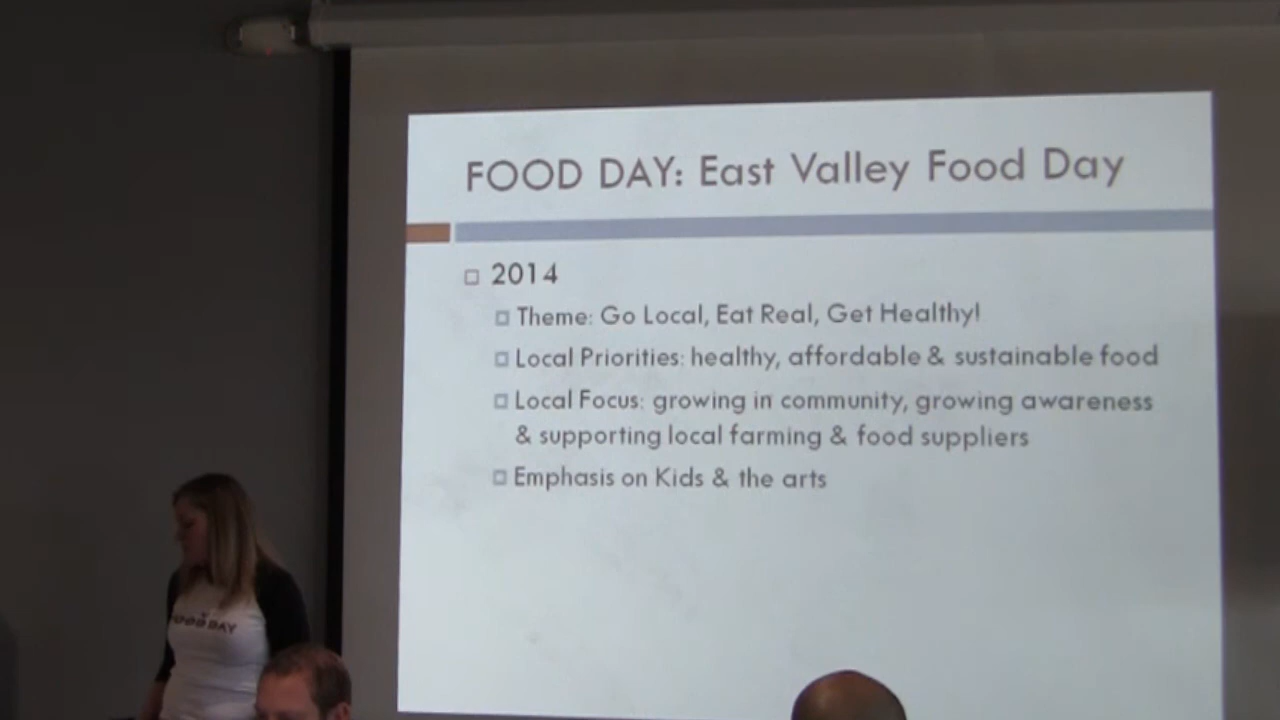 FOOD DAY: East Valley Food Day
2014
Theme: Go Local, Eat Real, Get Healthy!
Local Priorities: healthy, affordable & sustainable food
Local Focus: growing in community, growing awareness
& supporting local farming & food suppliers
Emphasis on Kids & the arts
FOOD DAY